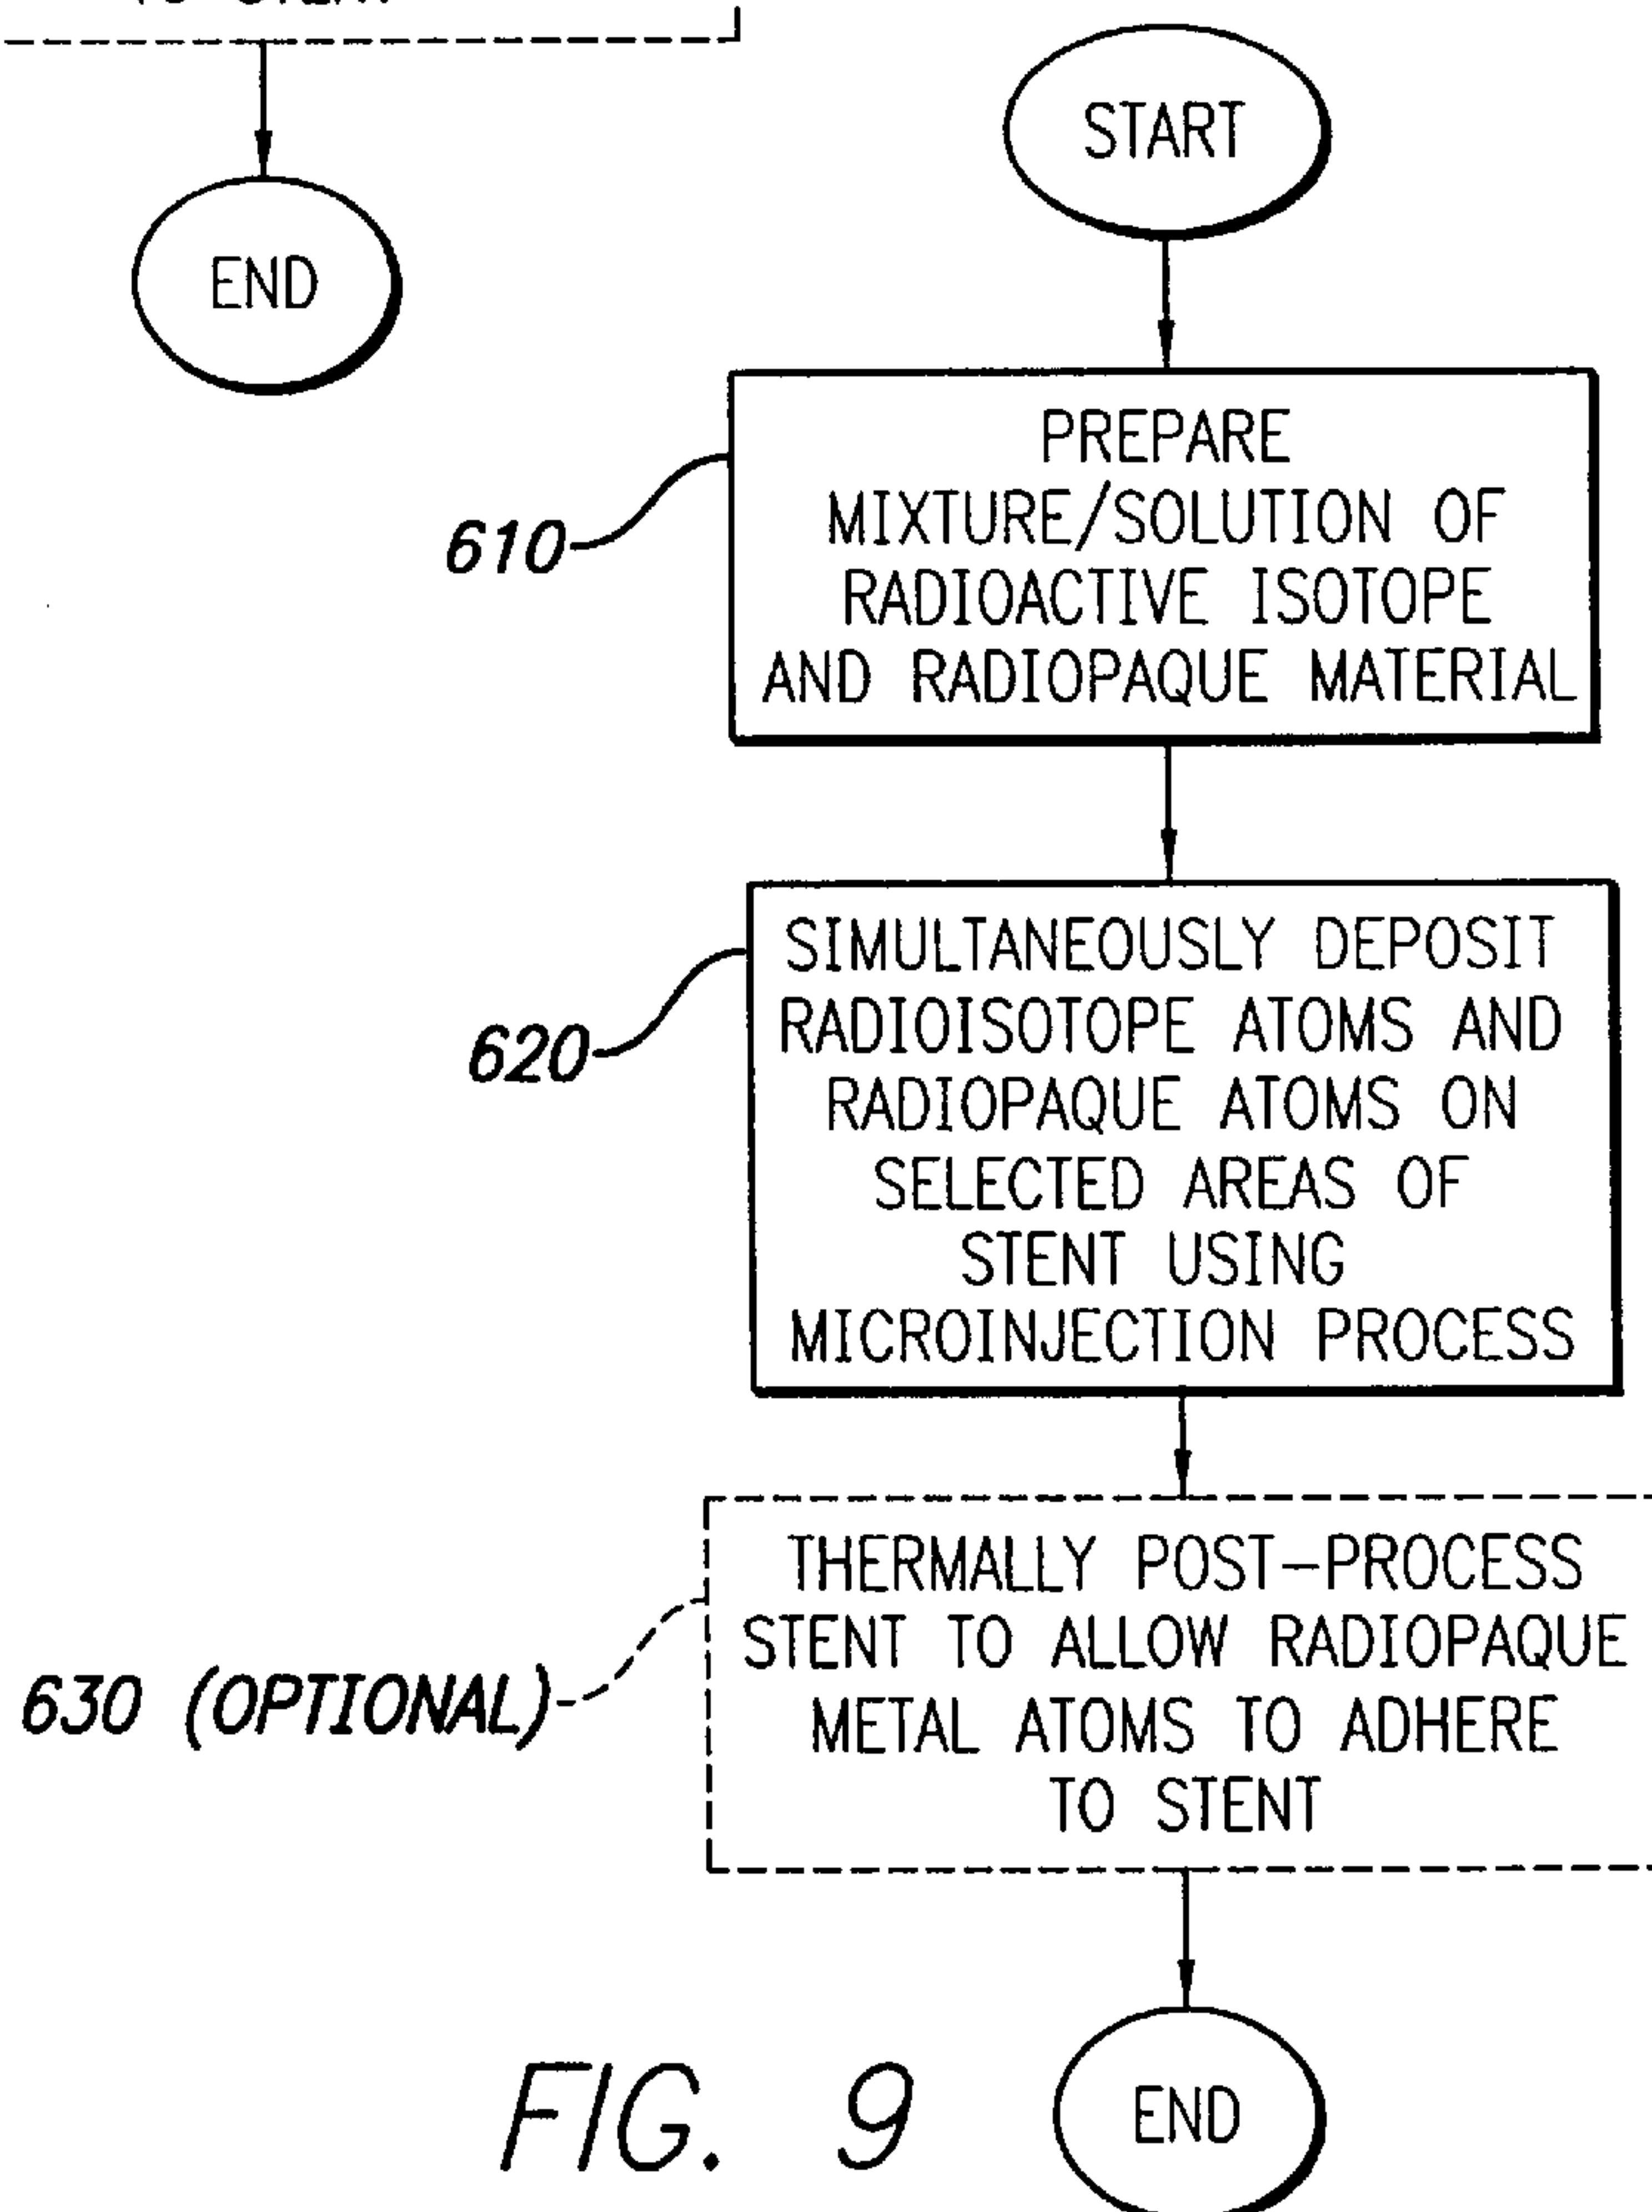 END
START
PREPARE
MIXTURE/SOLUTION OF
RADIOACTIVE ISOTOPE
AND RADIOPAQUE MATERIAL
610
SIMULTANEOUSLY DEPOSIT
RADIOISOTOPE ATOMS AND
RADIOPAQUE ATOMS ON
SELECTED AREAS OF
STENT USING
MICROINJECTION PROCESS
620
THERMALLY POST-PROCESS
STENT TO ALLOW RADIOPAQUE
METAL ATOMS TO ADHERE
TO STENT
630 (OPTIONAL)
END
FIG. 9